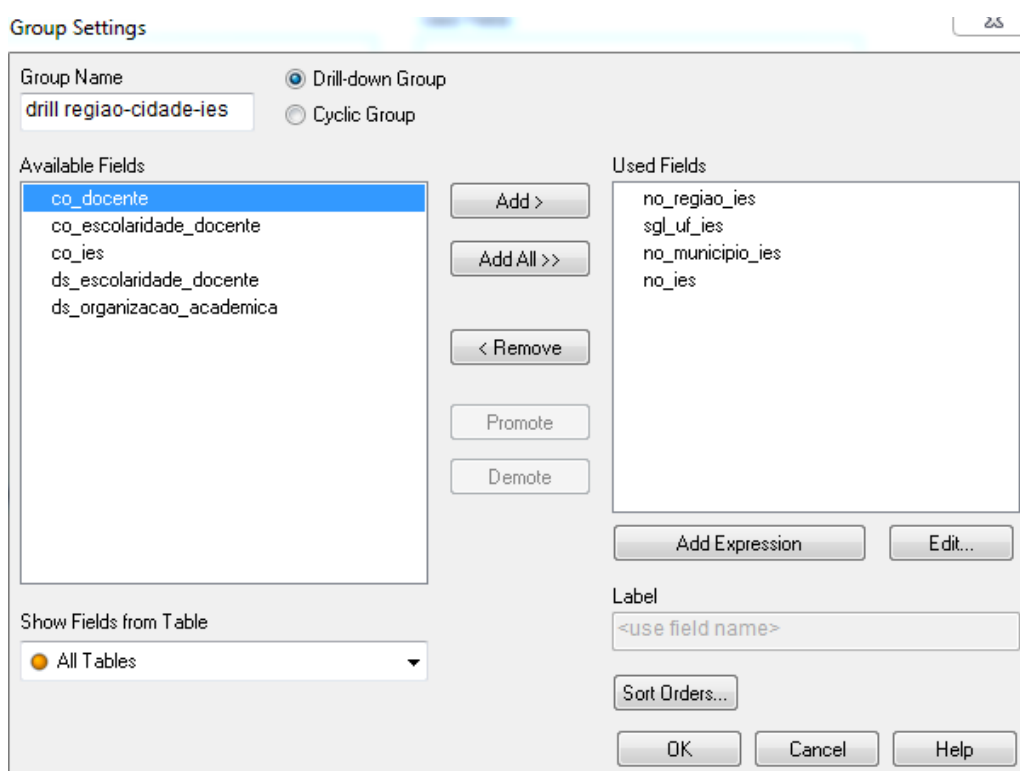 Group Settings
Group Name
drill regiao-cidade-ies
Drill-down Group
Cyclic Group
Available Fields
co_docente
co_escolaridade_docente
co_ies
ds_escolaridade_docente
ds_organizacao_academica
Show Fields from Table
All Tables
Add >
Add All >>
< Remove
Promote
Demote
Used Fields
no_regiao_ies
sgl_uf_ies
no_municipio_ies
no_ies
Add Expression
Edit...
Label
<use field name>
Sort Orders...
OK
Cancel
Help